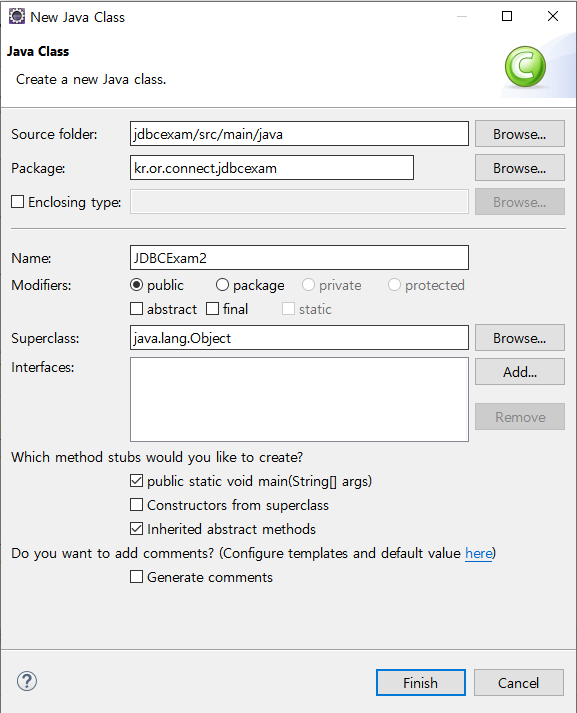 New Java Class
Java Class
Create a new Java class.
Source folder: jdbcexam/src/main/java Browse...
Package: kr.or.connect.jdbcexam Browse...
Enclosing type: Browse...
Name: JDBCExam2
Modifiers: public package private protected
abstract final static
Superclass: java.lang.Object Browse...
Interfaces: Add...
Remove
Which method stubs would you like to create?
public static void main(String[] args)
Constructors from superclass
Inherited abstract methods
Do you want to add comments? (Configure templates and default value here)
Generate comments
? Finish Cancel